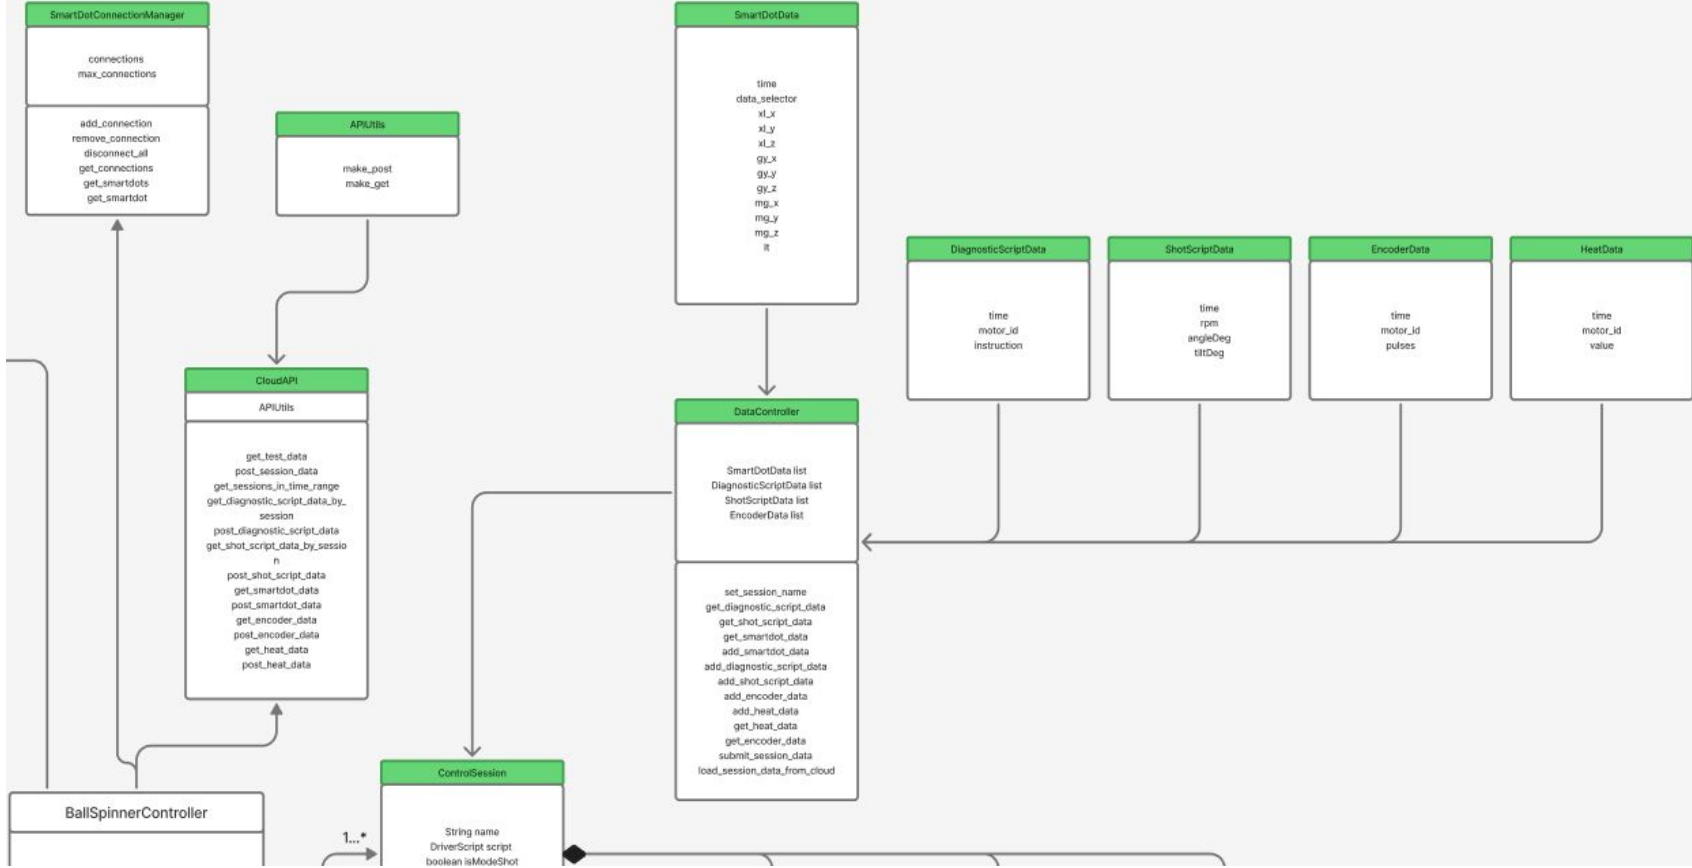 SmartDotConnectionManager
connections
max_connections
add_connection
remove_connection
disconnect_all
get_connections
get_smartdots
get_smartdot
APIUtils
make_post
make_get
SmartDotData
time
data_selector
xl_x
xl_y
xl_z
gy_x
gy_y
gy_z
mg_x
mg_y
mg_z
lt
DiagnosticScriptData
time
motor_id
instruction
ShotScriptData
time
rpm
angleDeg
tiltDeg
EncoderData
time
motor_id
pulses
HeatData
time
motor_id
value
CloudAPI
APIUtils
get_test_data
post_session_data
get_sessions_in_time_range
get_diagnostic_script_data_by_
session
post_diagnostic_script_data
get_shot_script_data_by_sessio
n
post_shot_script_data
get_smartdot_data
post_smartdot_data
get_encoder_data
post_encoder_data
get_heat_data
post_heat_data
DataController
SmartDotData list
DiagnosticScriptData list
ShotScriptData list
EncoderData list
set_session_name
get_diagnostic_script_data
get_shot_script_data
get_smartdot_data
add_smartdot_data
add_diagnostic_script_data
add_shot_script_data
add_encoder_data
add_heat_data
get_heat_data
get_encoder_data
submit_session_data
load_session_data_from_cloud
BallSpinnerController
1...*
ControlSession
String name
DriverScript script
boolean isModeShot